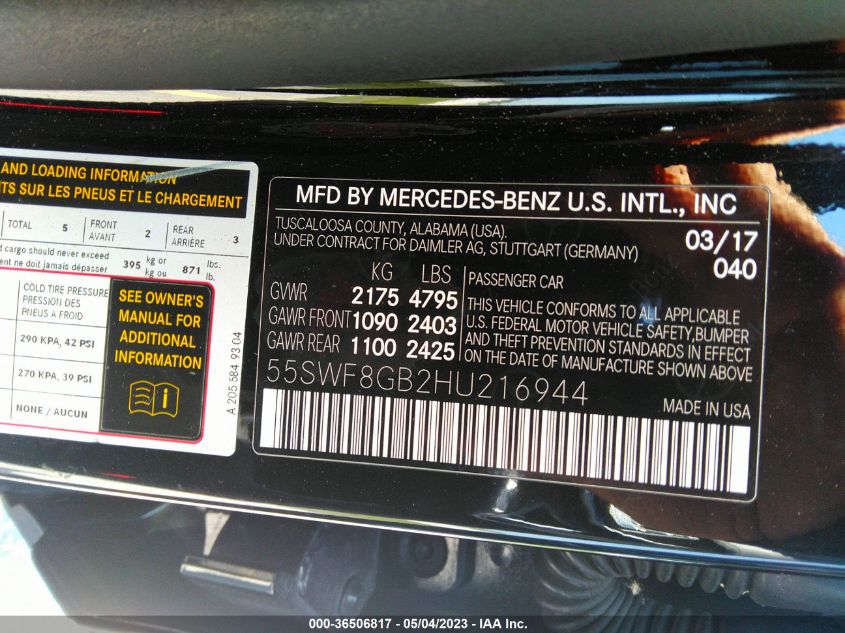 AND LOADING INFORMATION
TS SUR LES PNEUS ET LE CHARGEMENT
TOTAL 5 FRONT AVANT 2 REAR ARRIÈRE 3
d cargo should never exceed
ent ne doit jamais dépasser 395 kg or kg ou 871 lbs. lb.
COLD TIRE PRESSURE
PRESSION DES
PNEUS A FROID
290 KPA, 42 PSI
270 KPA, 39 PSI
NONE / AUCUN
SEE OWNER'S
MANUAL FOR
ADDITIONAL
INFORMATION
A 205 584 93 04
MFD BY MERCEDES-BENZ U.S. INTL., INC
TUSCALOOSA COUNTY, ALABAMA (USA).
UNDER CONTRACT FOR DAIMLER AG, STUTTGART (GERMANY)
03/17
040
KG LBS
GVWR 2175 4795
GAWR FRONT 1090 2403
GAWR REAR 1100 2425
PASSENGER CAR
THIS VEHICLE CONFORMS TO ALL APPLICABLE
U.S. FEDERAL MOTOR VEHICLE SAFETY, BUMPER
AND THEFT PREVENTION STANDARDS IN EFFECT
ON THE DATE OF MANUFACTURE SHOWN ABOVE
55SWF8GB2HU216944
MADE IN USA
000-36506817 - 05/04/2023 - IAA Inc.